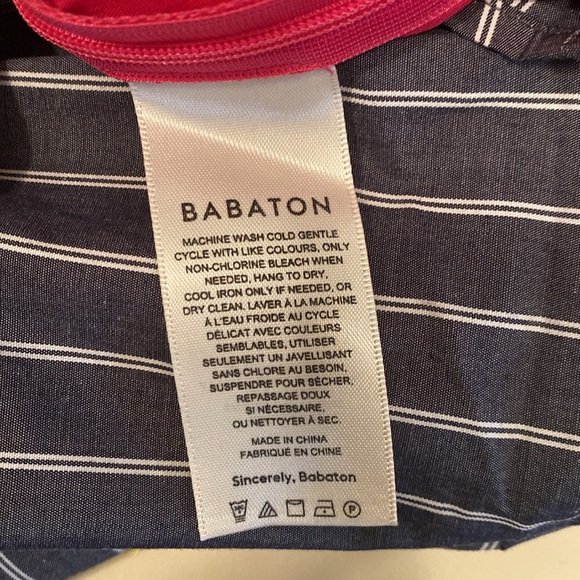 BABATON
MACHINE WASH COLD GENTLE
CYCLE WITH LIKE COLOURS, ONLY
NON-CHLORINE BLEACH WHEN
NEEDED, HANG TO DRY,
COOL IRON ONLY IF NEEDED, OR
DRY CLEAN. LAVER À LA MACHINE
À L'EAU FROIDE AU CYCLE
DÉLICAT AVEC COULEURS
SEMBLABLES, UTILISER
SEULEMENT UN JAVELLISANT
SANS CHLORE AU BESOIN,
SUSPENDRE POUR SÉCHER,
REPASSAGE DOUX
SI NÉCESSAIRE,
OU NETTOYER À SEC.
MADE IN CHINA
FABRIQUÉ EN CHINE
Sincerely, Babaton
P